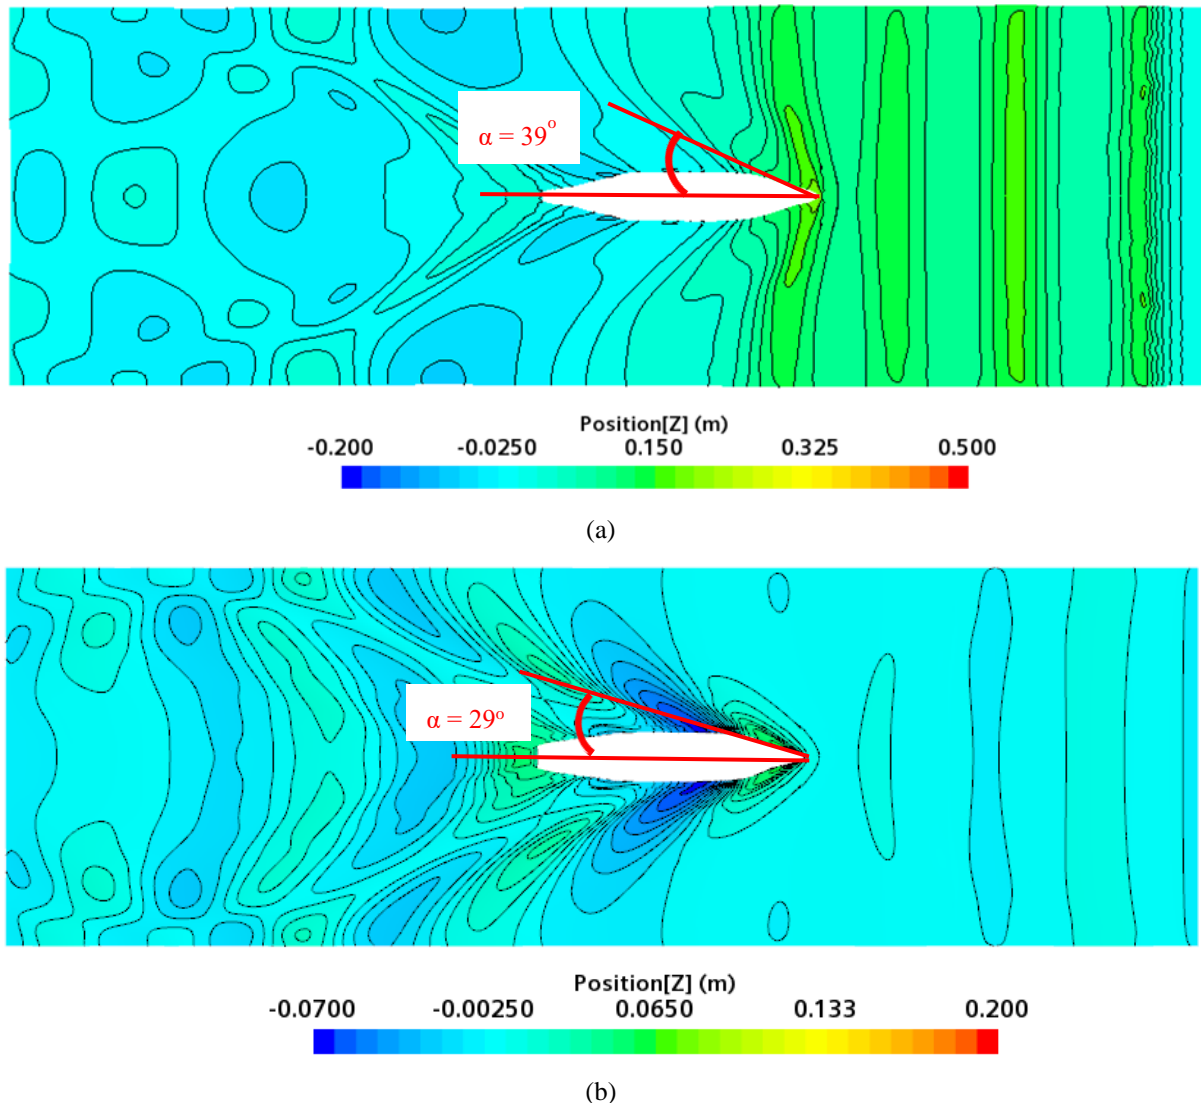 α = 39°
Position[Z] (m)
-0.200 -0.0250 0.150 0.325 0.500
(a)
α = 29°
Position[Z] (m)
-0.0700 -0.00250 0.0650 0.133 0.200
(b)